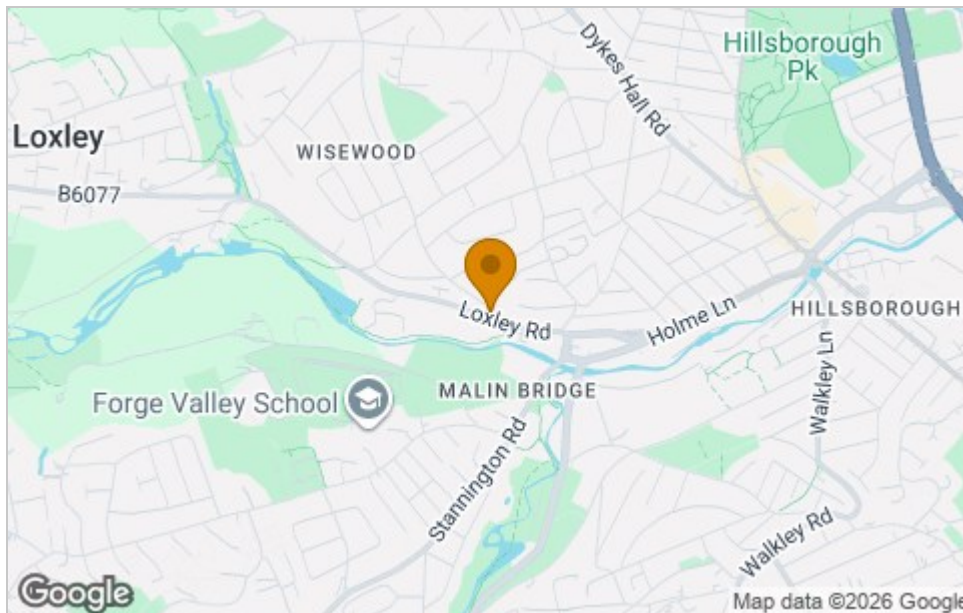 Hillsborough
Pk
Dykes Hall Rd
Loxley
WISEWOOD
B6077
Loxley Rd
Holme Ln
HILLSBOROUGH
MALIN BRIDGE
Forge Valley School
Walkley Ln
Stannington Rd
Walkley Rd
Google
Map data ©2026 Google